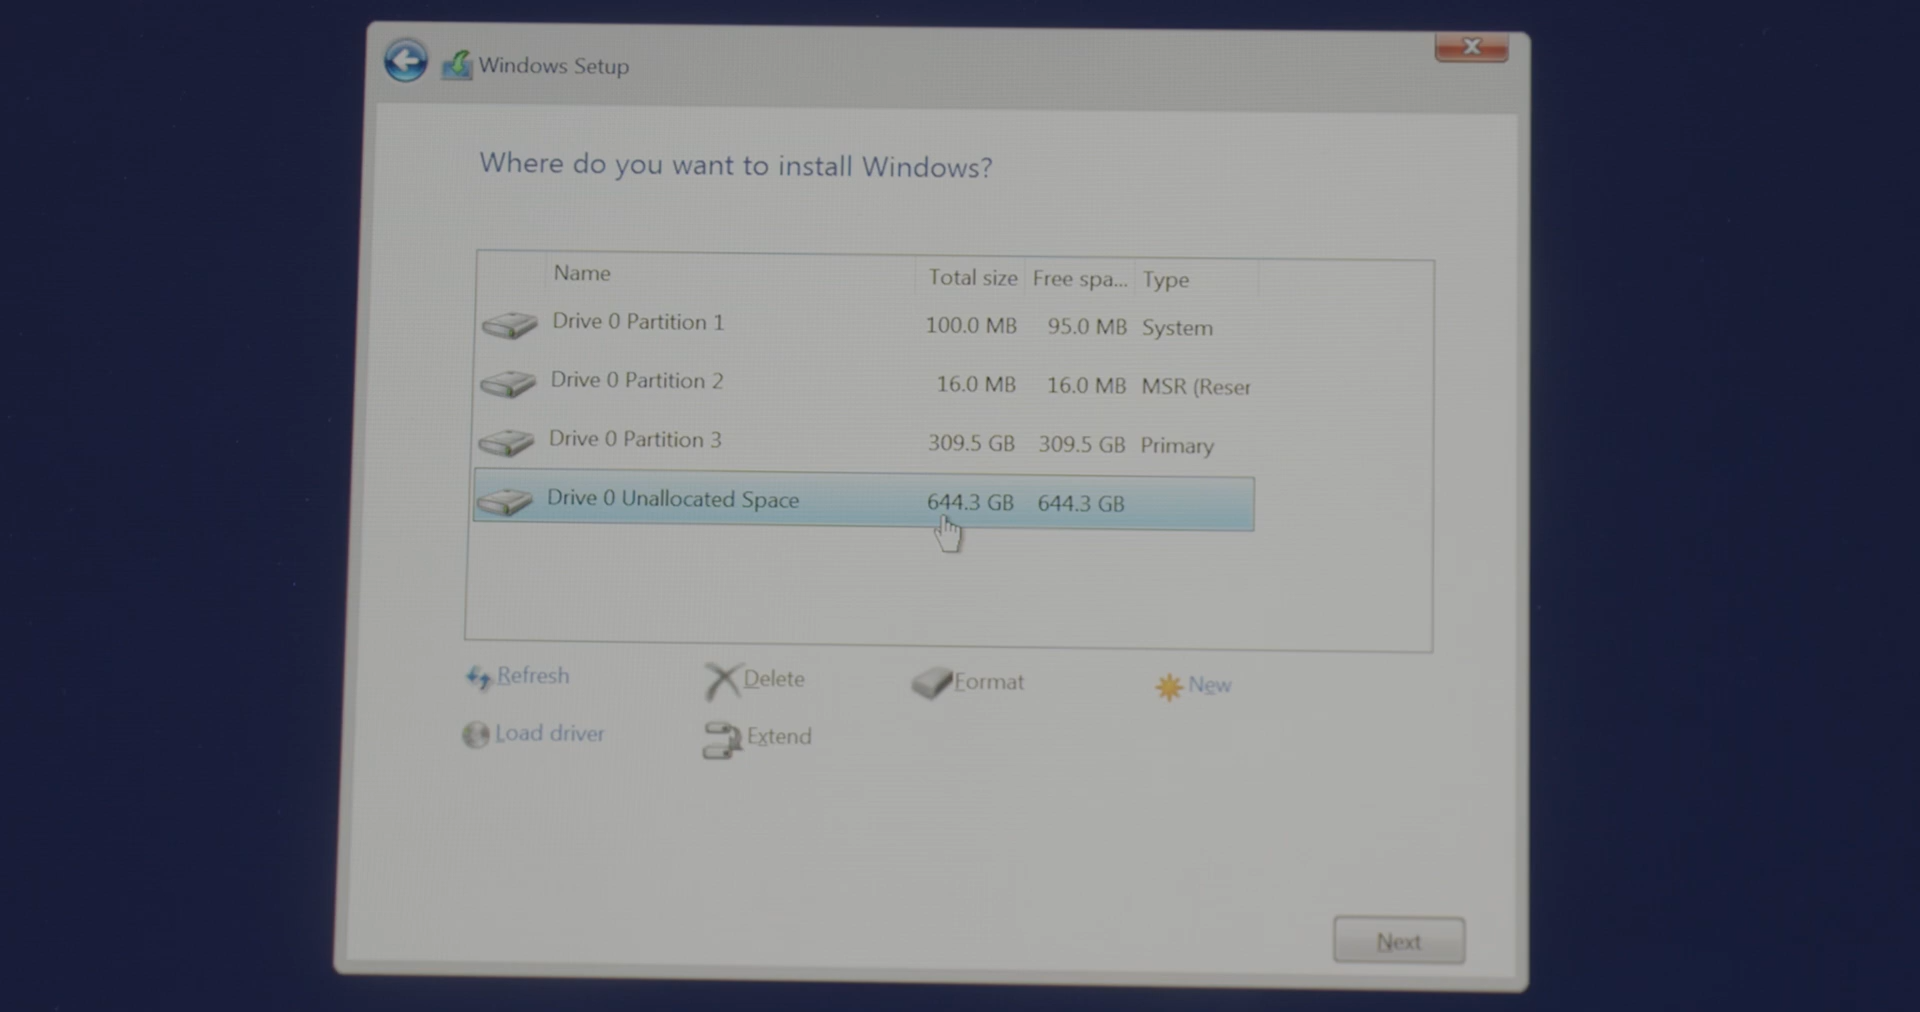 Windows Setup
Where do you want to install Windows?
Name Total size Free spa... Type
Drive 0 Partition 1 100.0 MB 95.0 MB System
Drive 0 Partition 2 16.0 MB 16.0 MB MSR (Reser
Drive 0 Partition 3 309.5 GB 309.5 GB Primary
Drive 0 Unallocated Space 644.3 GB 644.3 GB
Refresh Delete Format New
Load driver Extend
Next